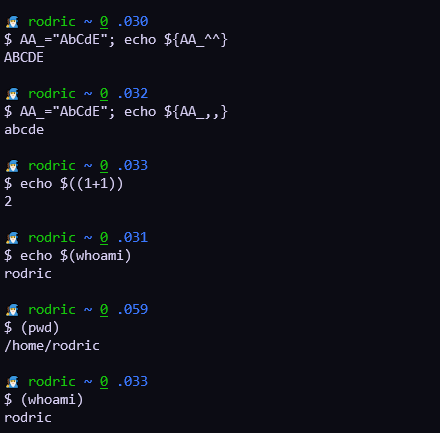 rodric ~ 0 .030
$ AA_="AbCdE"; echo ${AA_^^}
ABCDE
rodric ~ 0 .032
$ AA_="AbCdE"; echo ${AA_,,}
abcde
rodric ~ 0 .033
$ echo $((1+1))
2
rodric ~ 0 .031
$ echo $(whoami)
rodric
rodric ~ 0 .059
$ (pwd)
/home/rodric
rodric ~ 0 .033
$ (whoami)
rodric